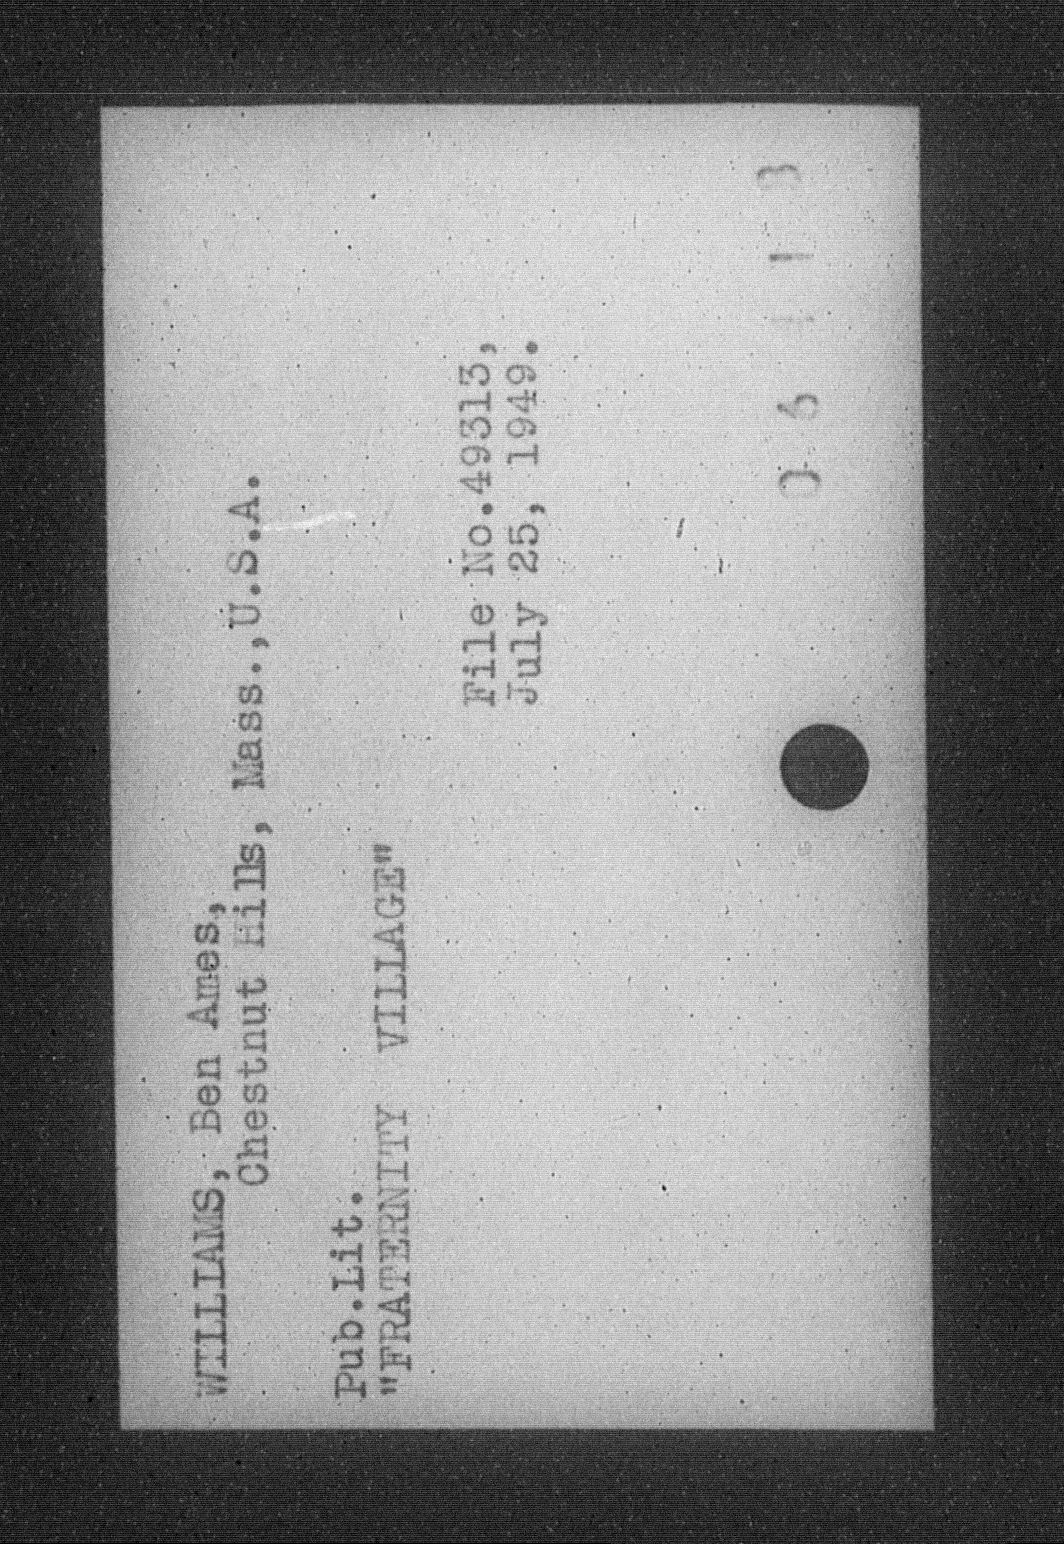 WILLIAMS, Ben Ames,
Chestnut Hills, Mass.,U.S.A.
Pub.Lit.
"FRATERNITY VILLAGE"
File No.49313,
July 25, 1949.